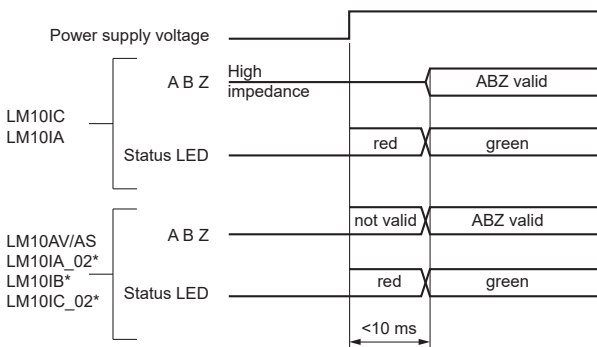 Power supply voltage
A B Z
High
impedance
ABZ valid
LM10IC
LM10IA
Status LED
red
green
A B Z
not valid
ABZ valid
LM10AV/AS
LM10IA_02*
LM10IB*
LM10IC_02*
Status LED
red
green
<10 ms